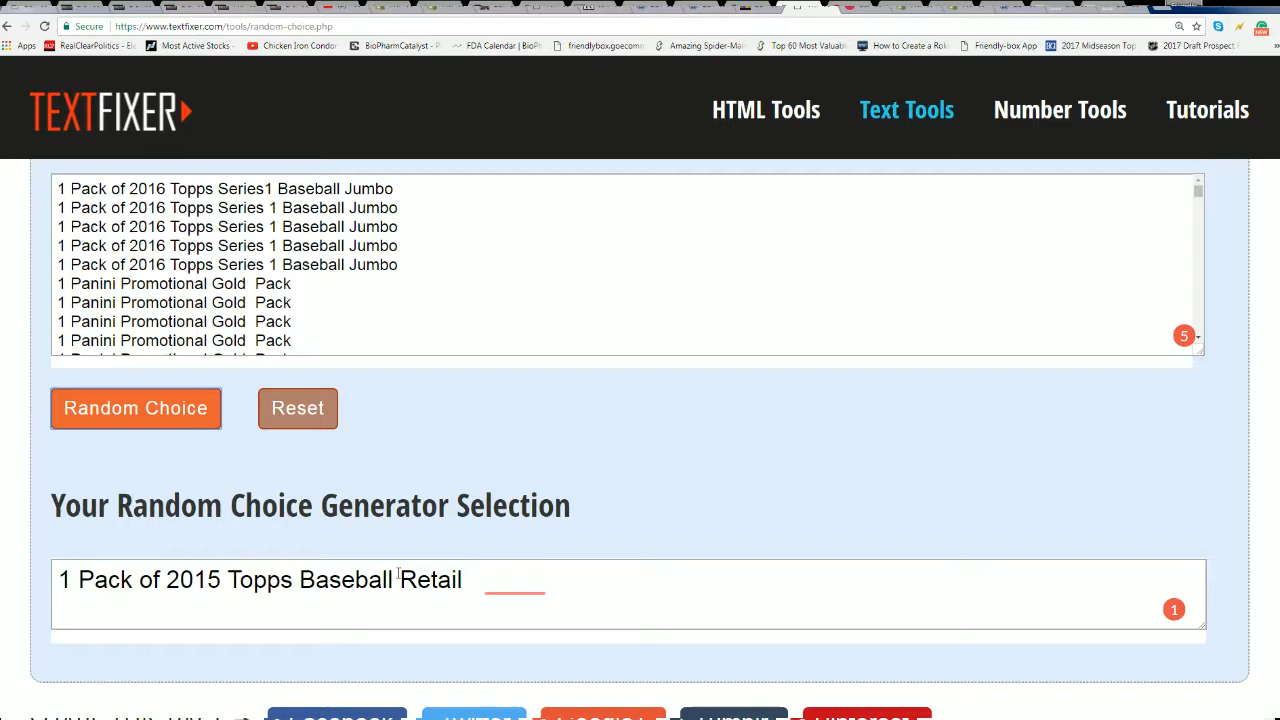 Secure
https://www.textfixer.com/tools/random-choice.php
Apps
RealClearPolitics - Ele
Most Active Stocks -
Chicken Iron Condor
BioPharmCatalyst - P
FDA Calendar | BioPh
friendlybox.goecomm
Amazing Spider-Man
Top 60 Most Valuabl
How to Create a Rol
Friendly-box App
2017 Midseason Top
2017 Draft Prospect
NEW
TEXTFIXER
HTML Tools
Text Tools
Number Tools
Tutorials
1 Pack of 2016 Topps Series1 Baseball Jumbo
1 Pack of 2016 Topps Series 1 Baseball Jumbo
1 Pack of 2016 Topps Series 1 Baseball Jumbo
1 Pack of 2016 Topps Series 1 Baseball Jumbo
1 Pack of 2016 Topps Series 1 Baseball Jumbo
1 Panini Promotional Gold  Pack
1 Panini Promotional Gold  Pack
1 Panini Promotional Gold  Pack
1 Panini Promotional Gold  Pack
5
Random Choice
Reset
Your Random Choice Generator Selection
1 Pack of 2015 Topps Baseball Retail
1